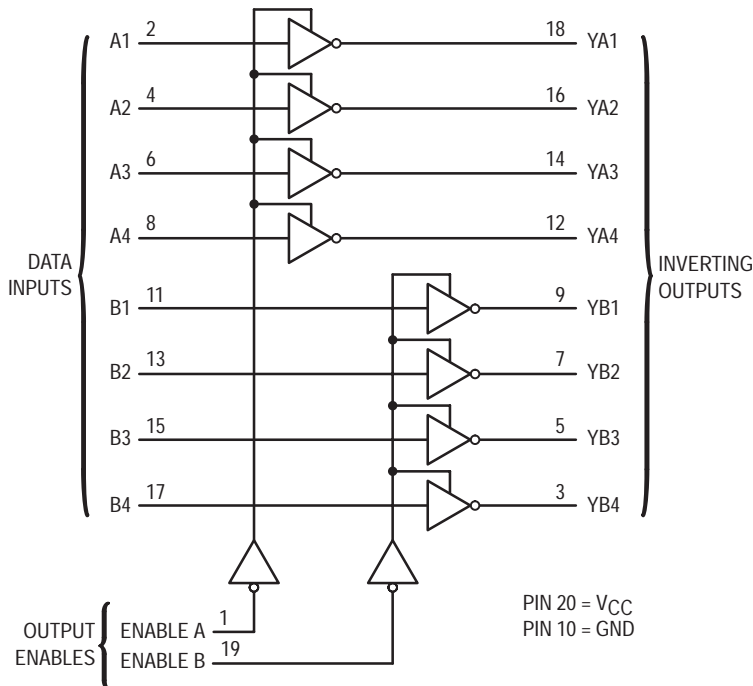 A1 2 18 YA1
A2 4 16 YA2
A3 6 14 YA3
A4 8 12 YA4
DATA
INPUTS
INVERTING
OUTPUTS
B1 11 9 YB1
B2 13 7 YB2
B3 15 5 YB3
B4 17 3 YB4
OUTPUT
ENABLES
ENABLE A 1
ENABLE B 19
PIN 20 = VCC
PIN 10 = GND